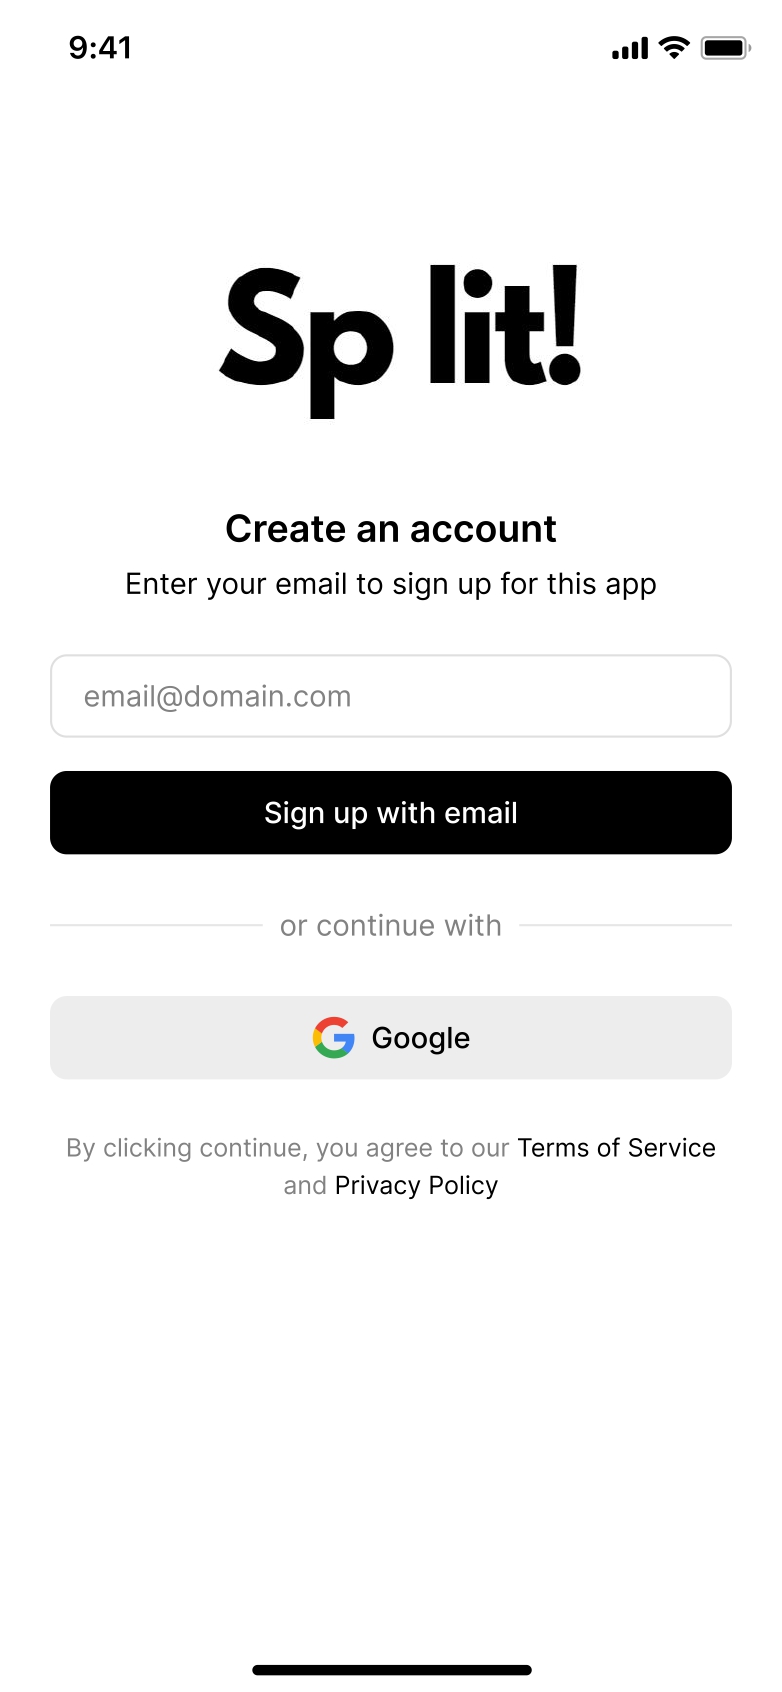 9:41
Sp lit!
Create an account
Enter your email to sign up for this app
email@domain.com
Sign up with email
or continue with
Google
By clicking continue, you agree to our Terms of Service
and Privacy Policy